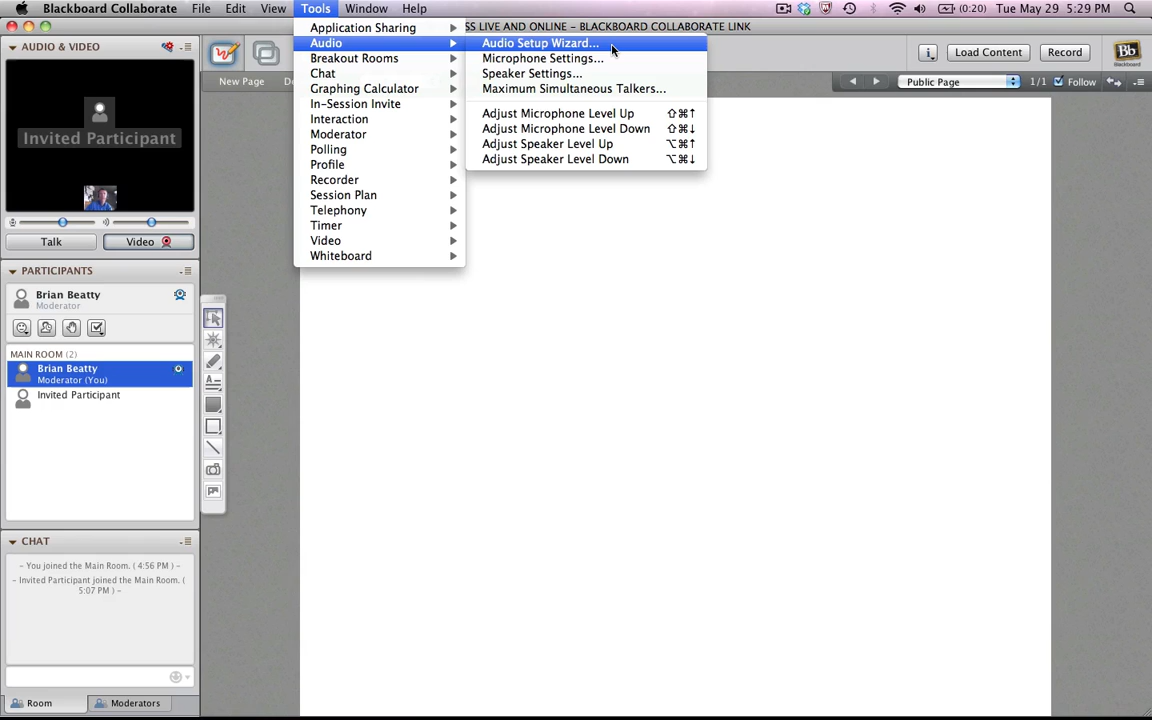 Blackboard Collaborate File Edit View Tools Window Help (0:20) Tue May 29 5:29 PM
SS LIVE AND ONLINE – BLACKBOARD COLLABORATE LINK
AUDIO & VIDEO
Invited Participant
Talk Video
PARTICIPANTS
Brian Beatty
Moderator
MAIN ROOM (2)
Brian Beatty
Moderator (You)
Invited Participant
CHAT
– You joined the Main Room. ( 4:56 PM ) –
– Invited Participant joined the Main Room. (
5:07 PM ) –
Room Moderators
Application Sharing
Audio
Breakout Rooms
Chat
Graphing Calculator
In-Session Invite
Interaction
Moderator
Polling
Profile
Recorder
Session Plan
Telephony
Timer
Video
Whiteboard
Audio Setup Wizard...
Microphone Settings...
Speaker Settings...
Maximum Simultaneous Talkers...
Adjust Microphone Level Up ⇧⌘↑
Adjust Microphone Level Down ⇧⌘↓
Adjust Speaker Level Up ⌥⌘↑
Adjust Speaker Level Down ⌥⌘↓
i Load Content Record Bb
New Page De Public Page 1/1 Follow